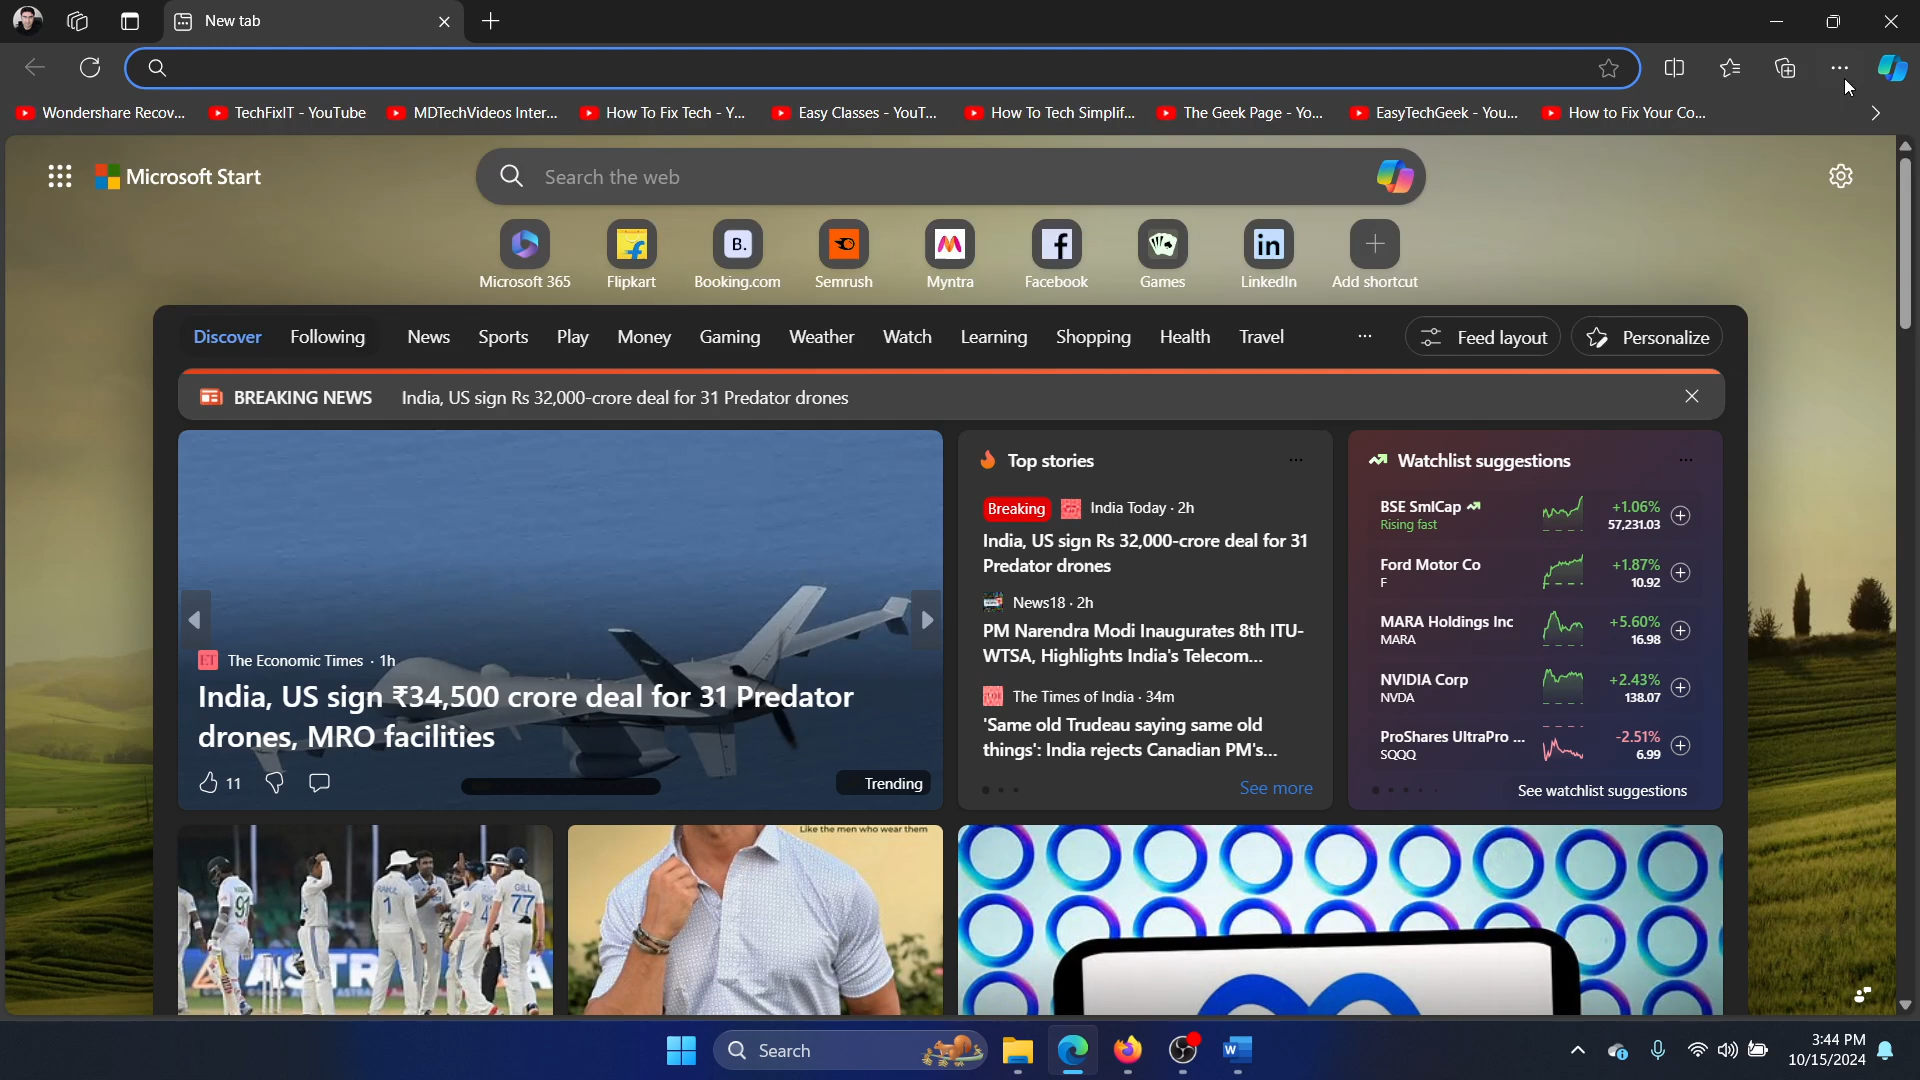 New tab
Wondershare Recov...
TechFixIT - YouTube
MDTechVideos Inter...
How To Fix Tech - Y...
Easy Classes - YouT...
How To Tech Simplif...
The Geek Page - Yo...
EasyTechGeek - You...
How to Fix Your Co...
Microsoft Start
Search the web
Microsoft 365
Flipkart
B.
Booking.com
Semrush
Myntra
Facebook
Games
in
LinkedIn
Add shortcut
Discover
Following
News
Sports
Play
Money
Gaming
Weather
Watch
Learning
Shopping
Health
Travel
Feed layout
Personalize
BREAKING NEWS India, US sign Rs 32,000-crore deal for 31 Predator drones
ET The Economic Times · 1h
India, US sign ₹34,500 crore deal for 31 Predator
drones, MRO facilities
11
Trending
Top stories
Breaking India Today · 2h
India, US sign Rs 32,000-crore deal for 31
Predator drones
News18 · 2h
PM Narendra Modi Inaugurates 8th ITU-
WTSA, Highlights India's Telecom...
The Times of India · 34m
'Same old Trudeau saying same old
things': India rejects Canadian PM's...
See more
Watchlist suggestions
BSE SmlCap +1.06%
Rising fast 57,231.03
Ford Motor Co +1.87%
F 10.92
MARA Holdings Inc +5.60%
MARA 16.98
NVIDIA Corp +2.43%
NVDA 138.07
ProShares UltraPro ... -2.51%
SQQQ 6.99
See watchlist suggestions
91
RAHUL
1
GILL
77
ASTR
Like the men who wear them
Search
W
3:44 PM
10/15/2024